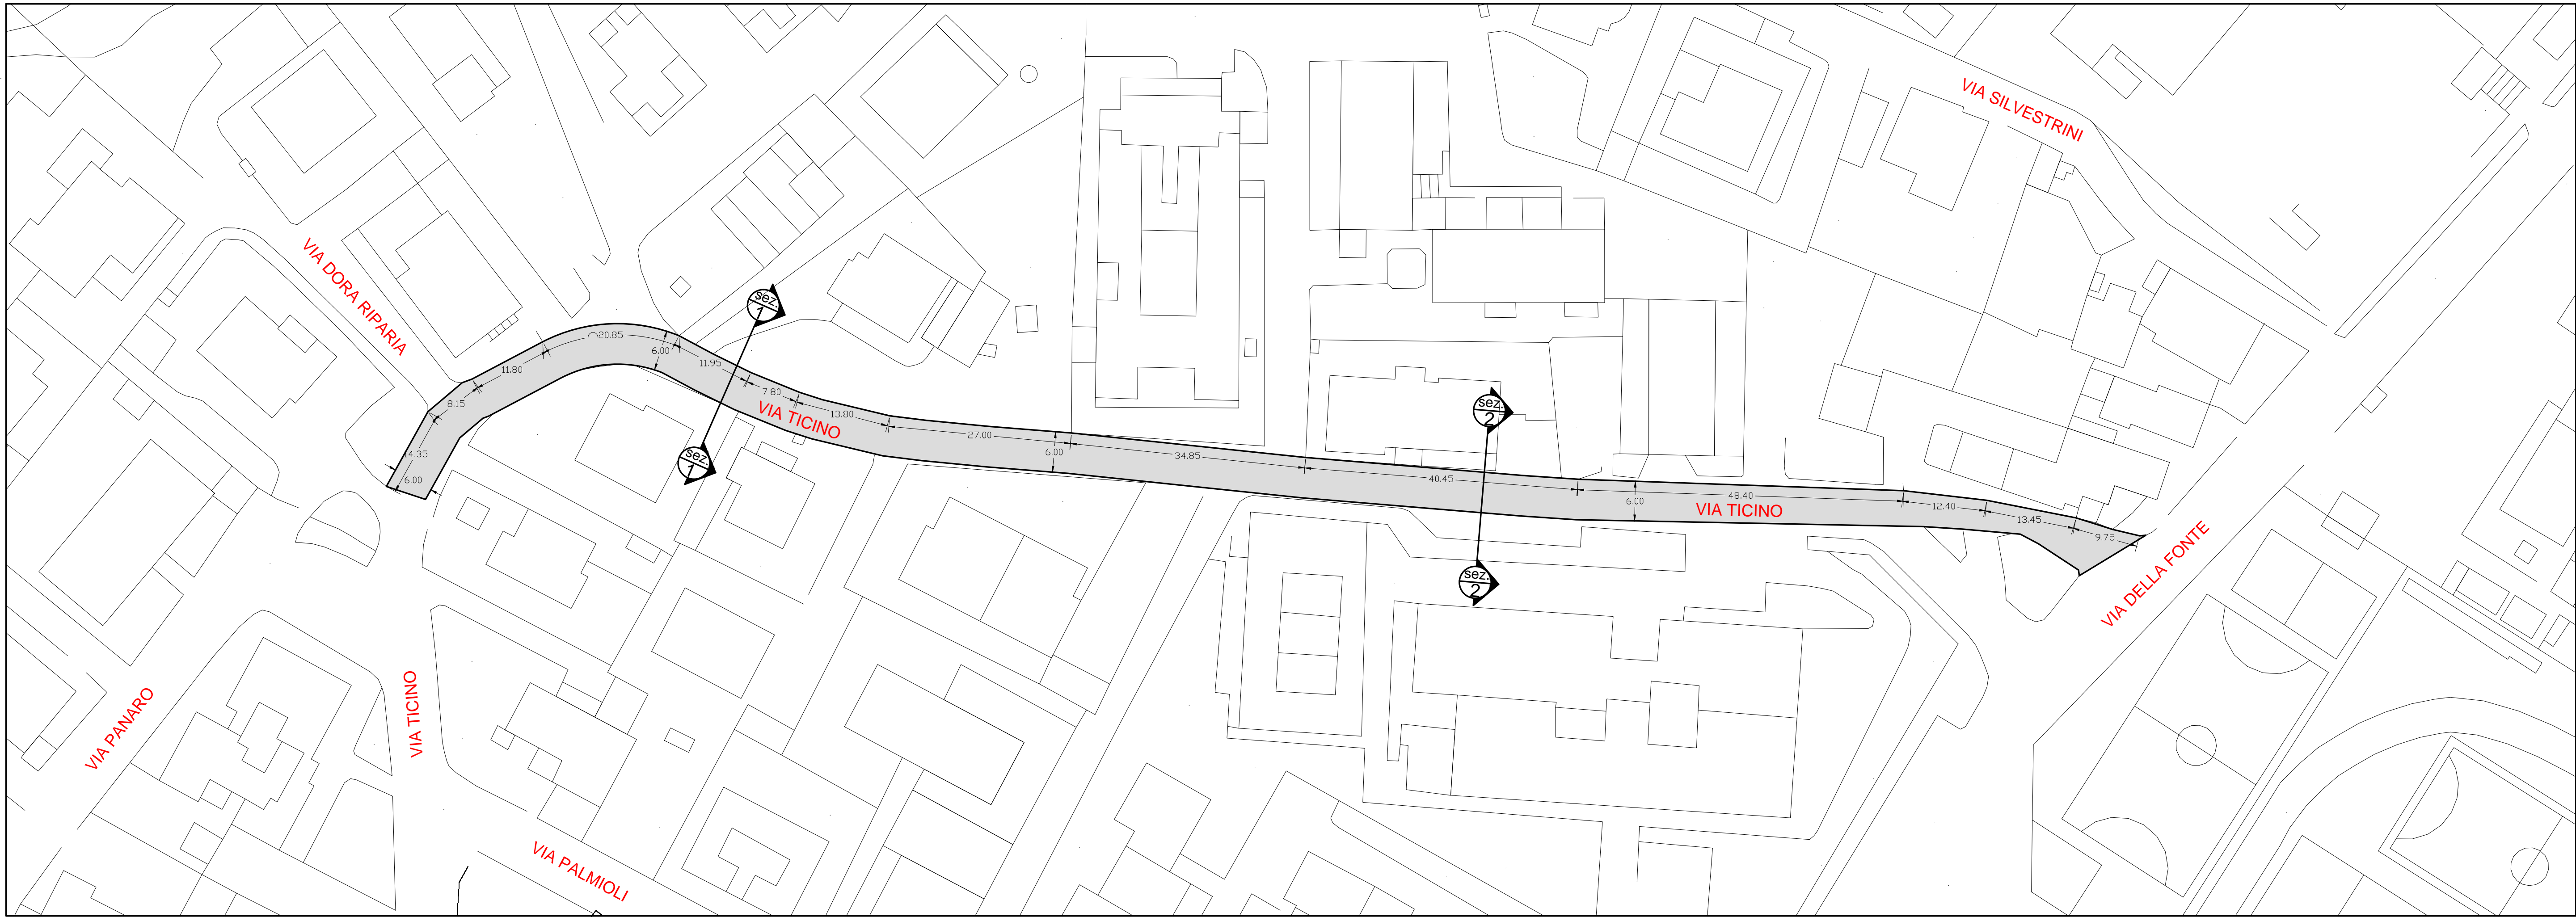 VIA SILVESTRINI
VIA DORA RIPARIA
sez.
1
20.85
6.00
11.95
11.80
7.80
8.15
13.80
VIA TICINO
sez.
1
14.35
6.00
27.00
6.00
34.85
sez.
2
40.45
6.00
48.40
VIA TICINO
12.40
13.45
9.75
sez.
2
VIA DELLA FONTE
VIA PANARO
VIA TICINO
VIA PALMIOLI